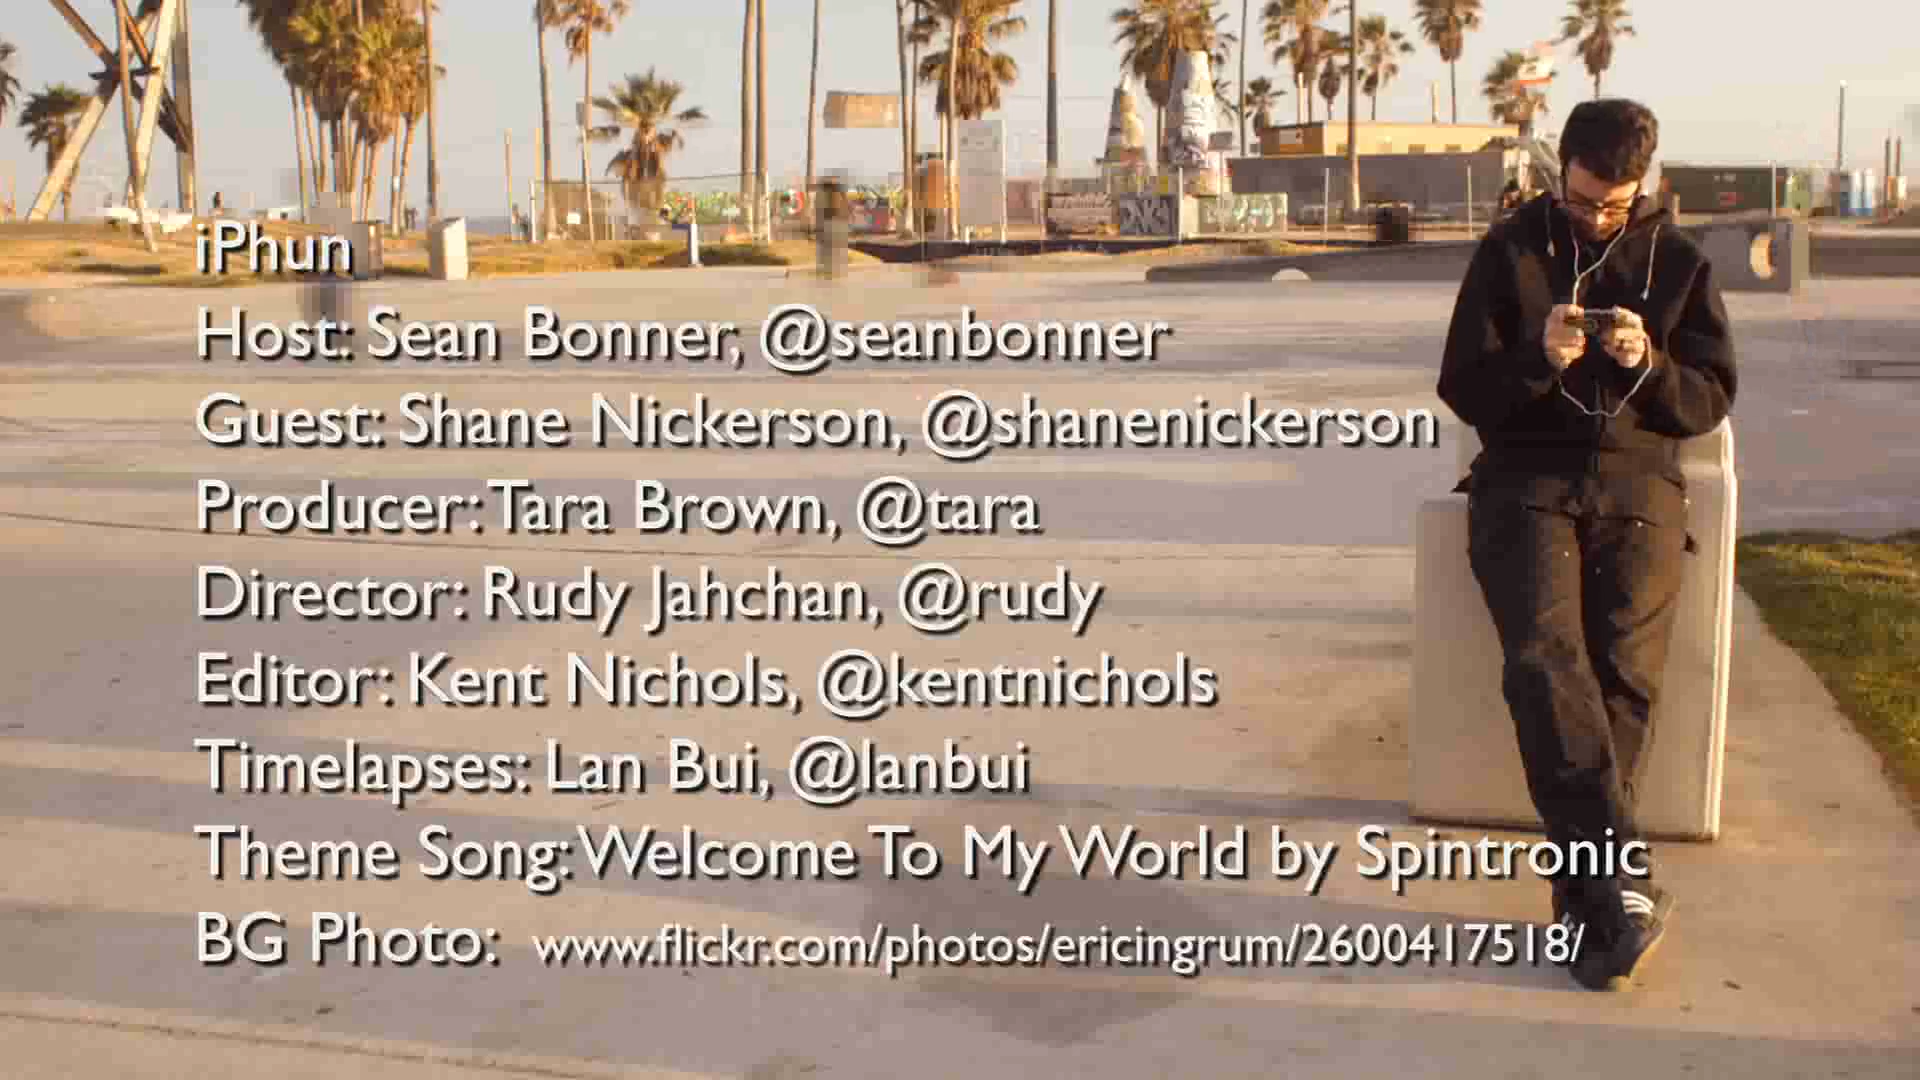 iPhun
Host: Sean Bonner, @seanbonner
Guest: Shane Nickerson, @shanenickerson
Producer: Tara Brown, @tara
Director: Rudy Jahchan, @rudy
Editor: Kent Nichols, @kentnichols
Timelapses: Lan Bui, @lanbui
Theme Song: Welcome To My World by Spintronic
BG Photo: www.flickr.com/photos/ericingrum/2600417518/